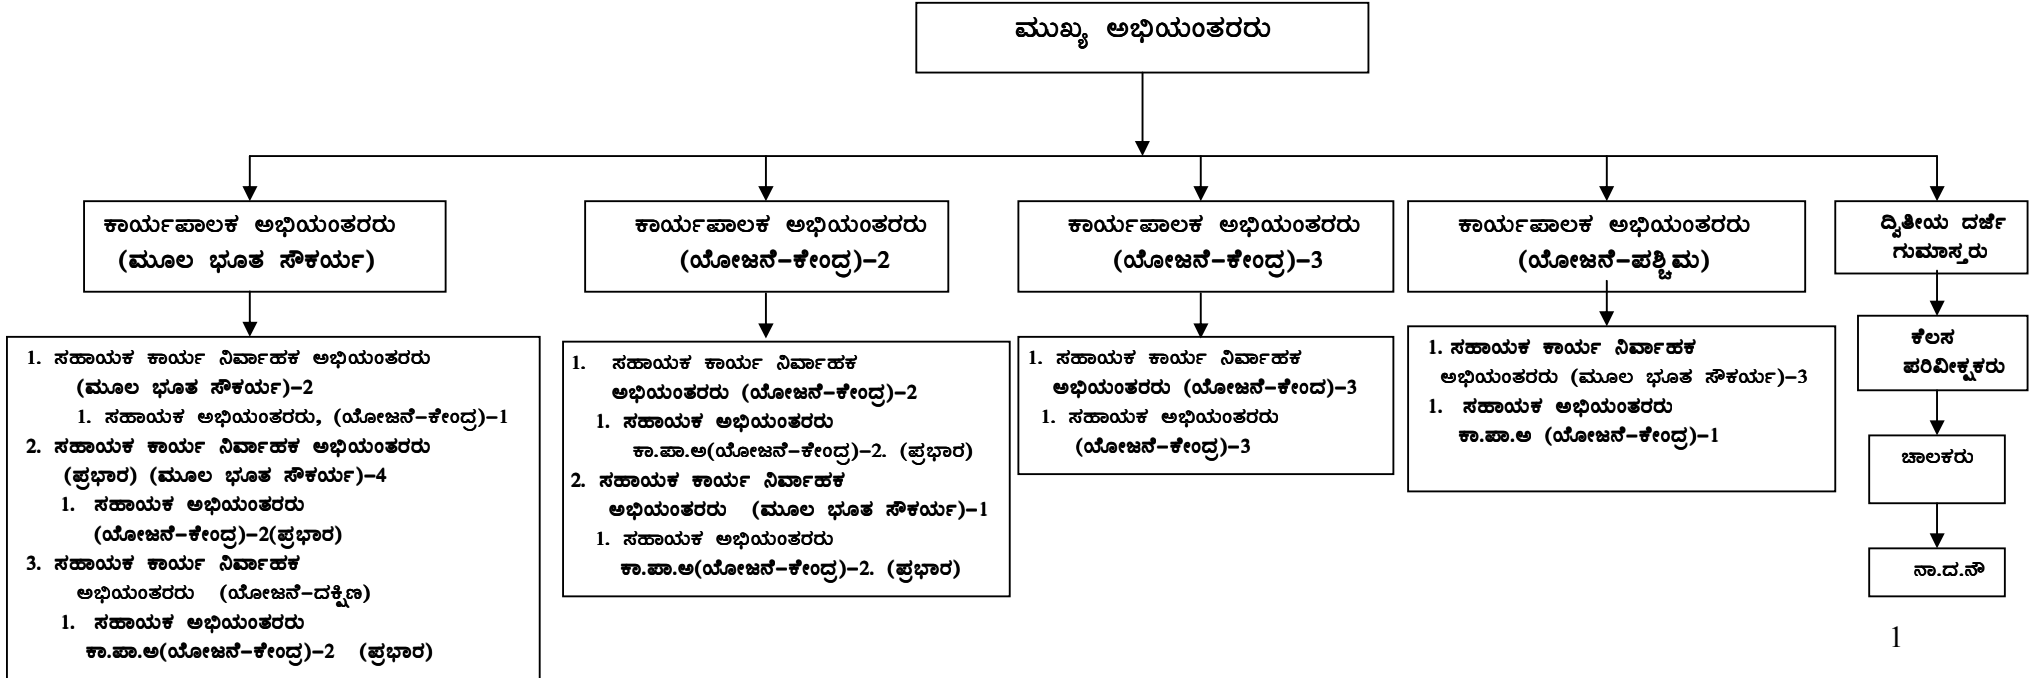 ಮುಖ್ಯ ಅಭಿಯಂತರರು
ಕಾರ್ಯಪಾಲಕ ಅಭಿಯಂತರರು
(ಮೂಲ ಭೂತ ಸೌಕರ್ಯ)
ಕಾರ್ಯಪಾಲಕ ಅಭಿಯಂತರರು
(ಯೋಜನೆ-ಕೇಂದ್ರ)-2
ಕಾರ್ಯಪಾಲಕ ಅಭಿಯಂತರರು
(ಯೋಜನೆ-ಕೇಂದ್ರ)-3
ಕಾರ್ಯಪಾಲಕ ಅಭಿಯಂತರರು
(ಯೋಜನೆ-ಪಶ್ಚಿಮ)
ದ್ವಿತೀಯ ದರ್ಜೆ
ಗುಮಾಸ್ತರು
1. ಸಹಾಯಕ ಕಾರ್ಯ ನಿರ್ವಾಹಕ ಅಭಿಯಂತರರು
(ಮೂಲ ಭೂತ ಸೌಕರ್ಯ)-2
1. ಸಹಾಯಕ ಅಭಿಯಂತರರು, (ಯೋಜನೆ-ಕೇಂದ್ರ)-1
2. ಸಹಾಯಕ ಕಾರ್ಯ ನಿರ್ವಾಹಕ ಅಭಿಯಂತರರು
(ಪ್ರಭಾರ) (ಮೂಲ ಭೂತ ಸೌಕರ್ಯ)-4
1. ಸಹಾಯಕ ಅಭಿಯಂತರರು
(ಯೋಜನೆ-ಕೇಂದ್ರ)-2(ಪ್ರಭಾರ)
3. ಸಹಾಯಕ ಕಾರ್ಯ ನಿರ್ವಾಹಕ
ಅಭಿಯಂತರರು (ಯೋಜನೆ-ದಕ್ಷಿಣ)
1. ಸಹಾಯಕ ಅಭಿಯಂತರರು
ಕಾ.ಪಾ.ಅ(ಯೋಜನೆ-ಕೇಂದ್ರ)-2 (ಪ್ರಭಾರ)
1. ಸಹಾಯಕ ಕಾರ್ಯ ನಿರ್ವಾಹಕ
ಅಭಿಯಂತರರು (ಯೋಜನೆ-ಕೇಂದ್ರ)-2
1. ಸಹಾಯಕ ಅಭಿಯಂತರರು
ಕಾ.ಪಾ.ಅ(ಯೋಜನೆ-ಕೇಂದ್ರ)-2. (ಪ್ರಭಾರ)
2. ಸಹಾಯಕ ಕಾರ್ಯ ನಿರ್ವಾಹಕ
ಅಭಿಯಂತರರು (ಮೂಲ ಭೂತ ಸೌಕರ್ಯ)-1
1. ಸಹಾಯಕ ಅಭಿಯಂತರರು
ಕಾ.ಪಾ.ಅ(ಯೋಜನೆ-ಕೇಂದ್ರ)-2. (ಪ್ರಭಾರ)
1. ಸಹಾಯಕ ಕಾರ್ಯ ನಿರ್ವಾಹಕ
ಅಭಿಯಂತರರು (ಯೋಜನೆ-ಕೇಂದ)-3
1. ಸಹಾಯಕ ಅಭಿಯಂತರರು
(ಯೋಜನೆ-ಕೇಂದ್ರ)-3
1. ಸಹಾಯಕ ಕಾರ್ಯ ನಿರ್ವಾಹಕ
ಅಭಿಯಂತರರು (ಮೂಲ ಭೂತ ಸೌಕರ್ಯ)-3
1. ಸಹಾಯಕ ಅಭಿಯಂತರರು
ಕಾ.ಪಾ.ಅ (ಯೋಜನೆ-ಕೇಂದ್ರ)-1
ಕೆಲಸ
ಪರಿವೀಕ್ಷಕರು
ಚಾಲಕರು
ನಾ.ದ.ನೌ
1